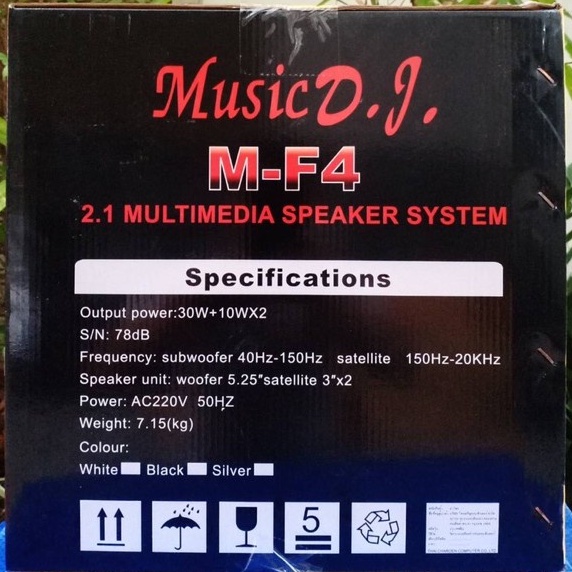 Music D.J.
M-F4
2.1 MULTIMEDIA SPEAKER SYSTEM
Specifications
Output power:30W+10WX2
S/N: 78dB
Frequency: subwoofer 40Hz-150Hz satellite 150Hz-20KHz
Speaker unit: woofer 5.25"satellite 3"x2
Power: AC220V 50HZ
Weight: 7.15(kg)
Colour:
White Black Silver
5